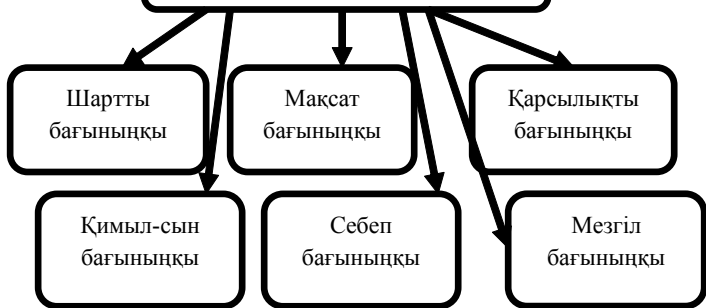 Шартты
бағыныңқы
Мақсат
бағыныңқы
Қарсылықты
бағыныңқы
Қимыл-сын
бағыныңқы
Себеп
бағыныңқы
Мезгіл
бағыныңқы